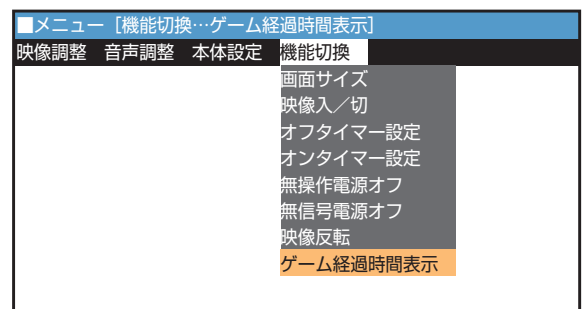 ■メニュー［機能切換…ゲーム経過時間表示］
映像調整 音声調整 本体設定 機能切換
画面サイズ
映像入／切
オフタイマー設定
オンタイマー設定
無操作電源オフ
無信号電源オフ
映像反転
ゲーム経過時間表示